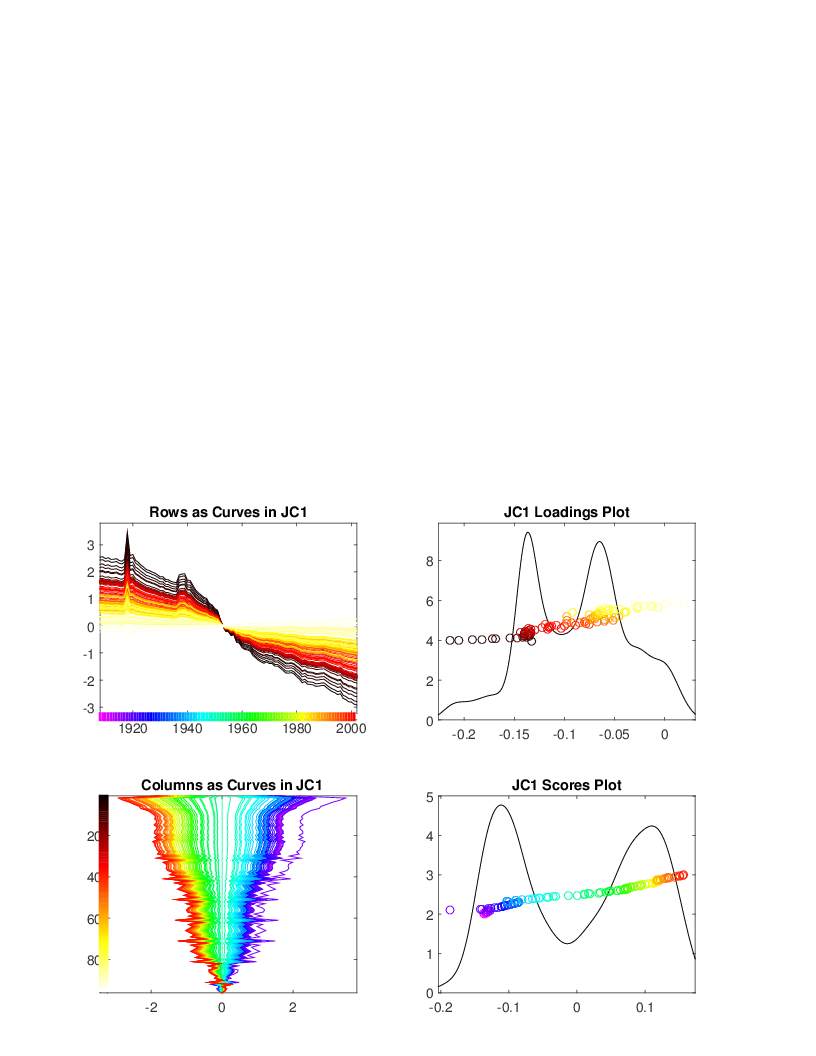 Rows as Curves in JC1
3
2
1
0
-1
-2
-3
1920 1940 1960 1980 2000
JC1 Loadings Plot
8
6
4
2
0
-0.2 -0.15 -0.1 -0.05 0
Columns as Curves in JC1
20
40
60
80
-2 0 2
JC1 Scores Plot
5
4
3
2
1
0
-0.2 -0.1 0 0.1